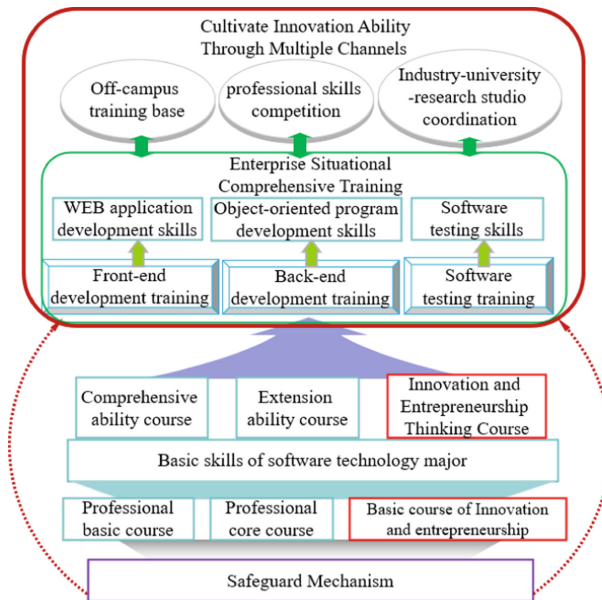 Cultivate Innovation Ability
Through Multiple Channels
Off-campus
training base
professional skills
competition
Industry-university
-research studio
coordination
Enterprise Situational
Comprehensive Training
WEB application
development skills
Object-oriented program
development skills
Software
testing skills
Front-end
development training
Back-end
development training
Software
testing training
Comprehensive
ability course
Extension
ability course
Innovation and
Entrepreneurship
Thinking Course
Basic skills of software technology major
Professional
basic course
Professional
core course
Basic course of Innovation
and entrepreneurship
Safeguard Mechanism